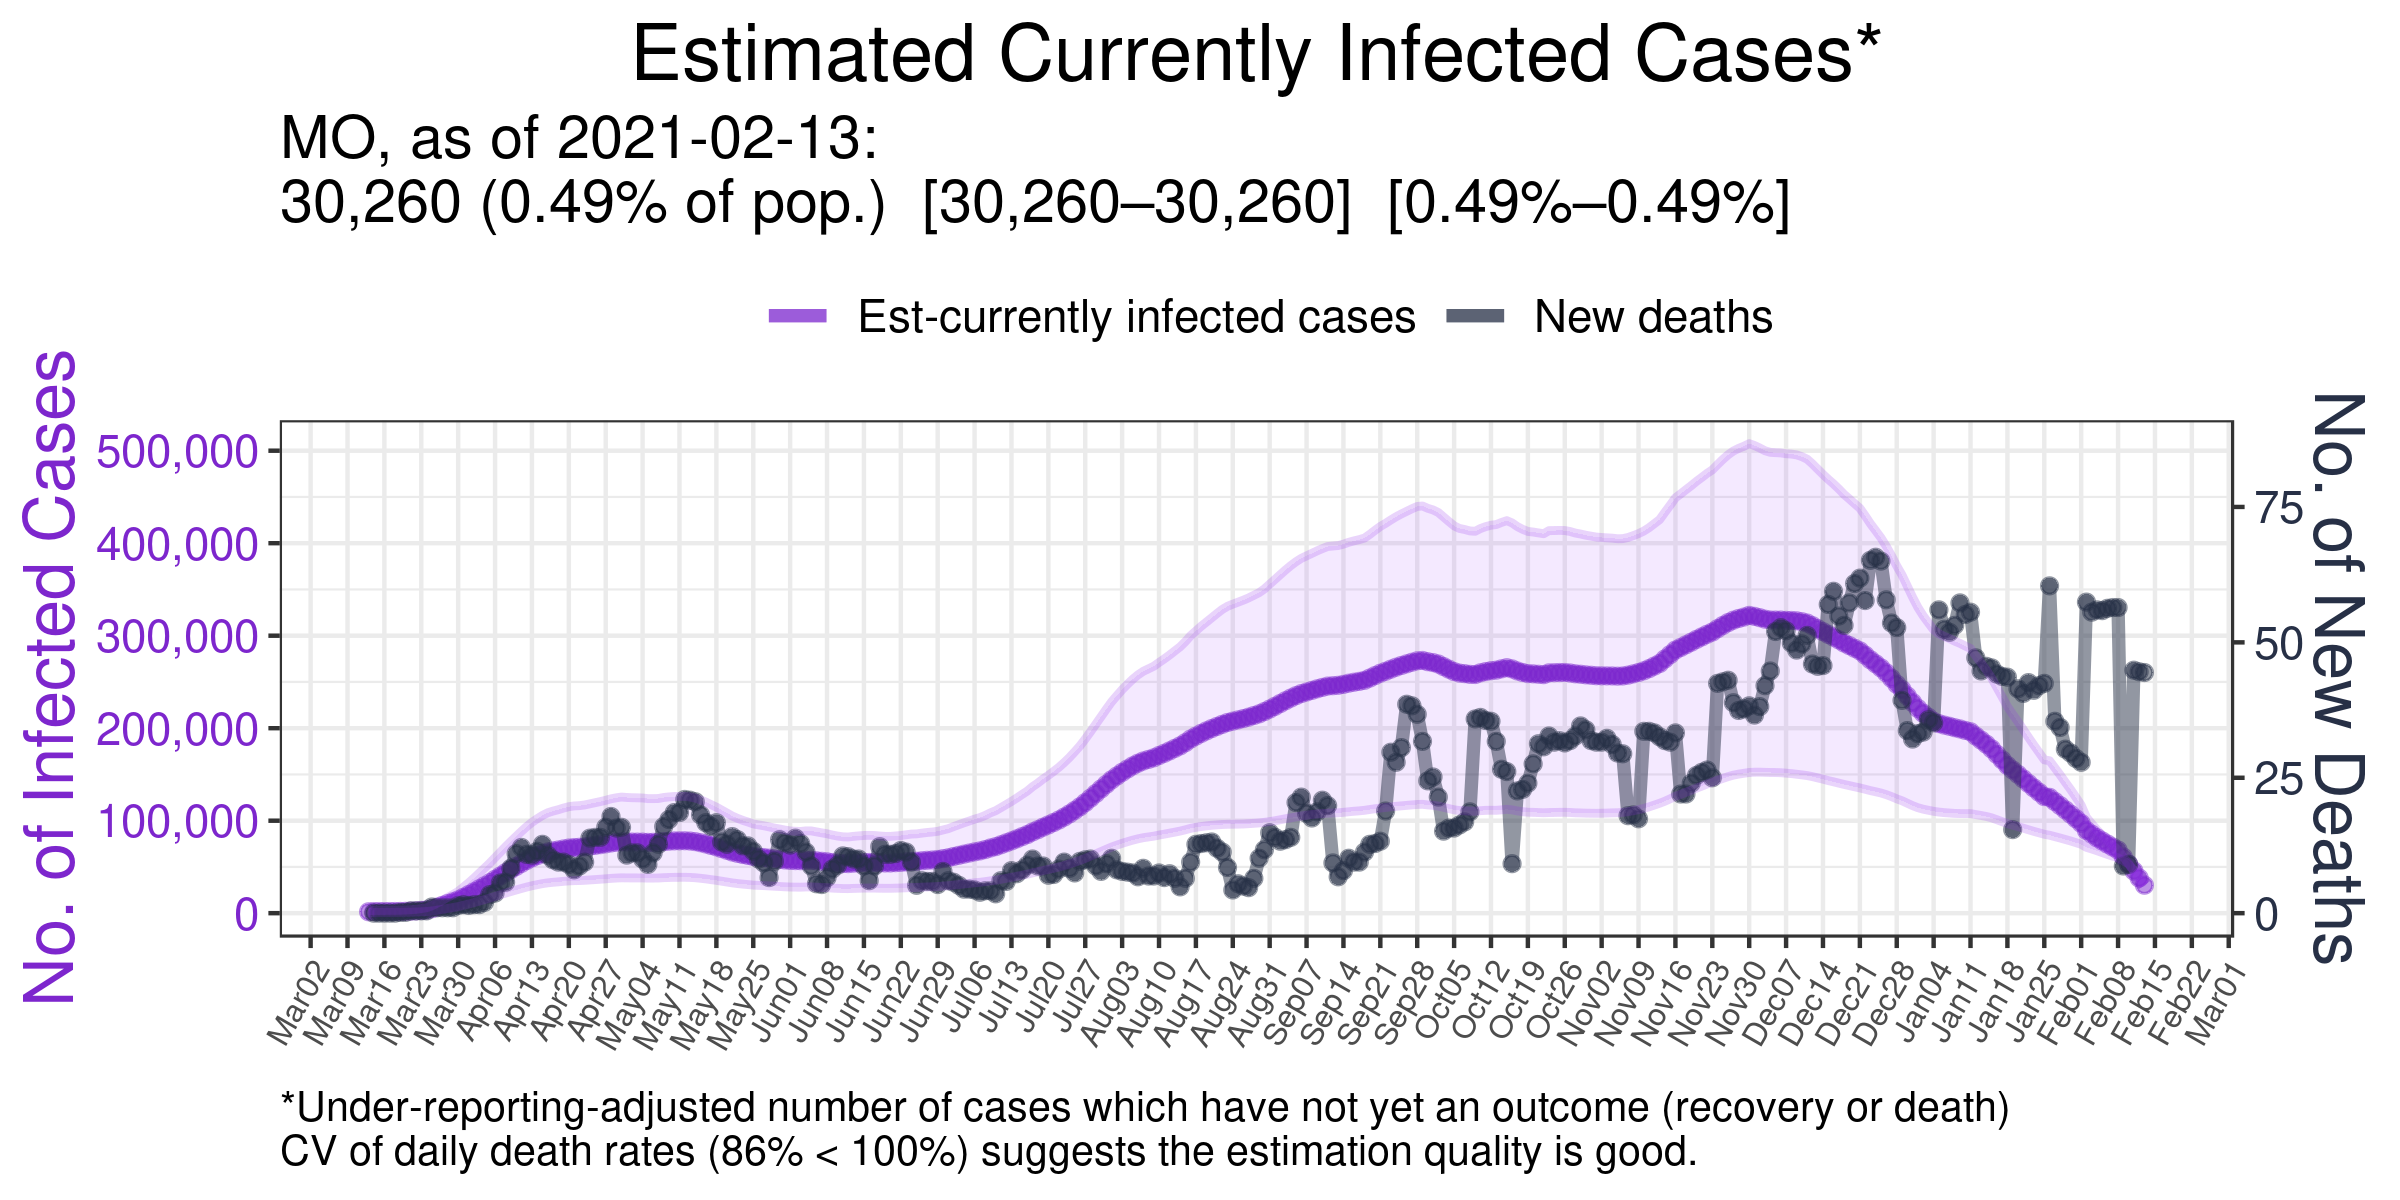 Estimated Currently Infected Cases*
MO, as of 2021-02-13:
30,260 (0.49% of pop.)  [30,260–30,260]  [0.49%–0.49%]
Est-currently infected cases
New deaths
No. of Infected Cases
500,000
400,000
300,000
200,000
100,000
0
75
50
25
0
No. of New Deaths
Mar02
Mar09
Mar16
Mar23
Mar30
Apr06
Apr13
Apr20
Apr27
May04
May11
May18
May25
Jun01
Jun08
Jun15
Jun22
Jun29
Jul06
Jul13
Jul20
Jul27
Aug03
Aug10
Aug17
Aug24
Aug31
Sep07
Sep14
Sep21
Sep28
Oct05
Oct12
Oct19
Oct26
Nov02
Nov09
Nov16
Nov23
Nov30
Dec07
Dec14
Dec21
Dec28
Jan04
Jan11
Jan18
Jan25
Feb01
Feb08
Feb15
Feb22
Mar01
*Under-reporting-adjusted number of cases which have not yet an outcome (recovery or death)
CV of daily death rates (86% < 100%) suggests the estimation quality is good.